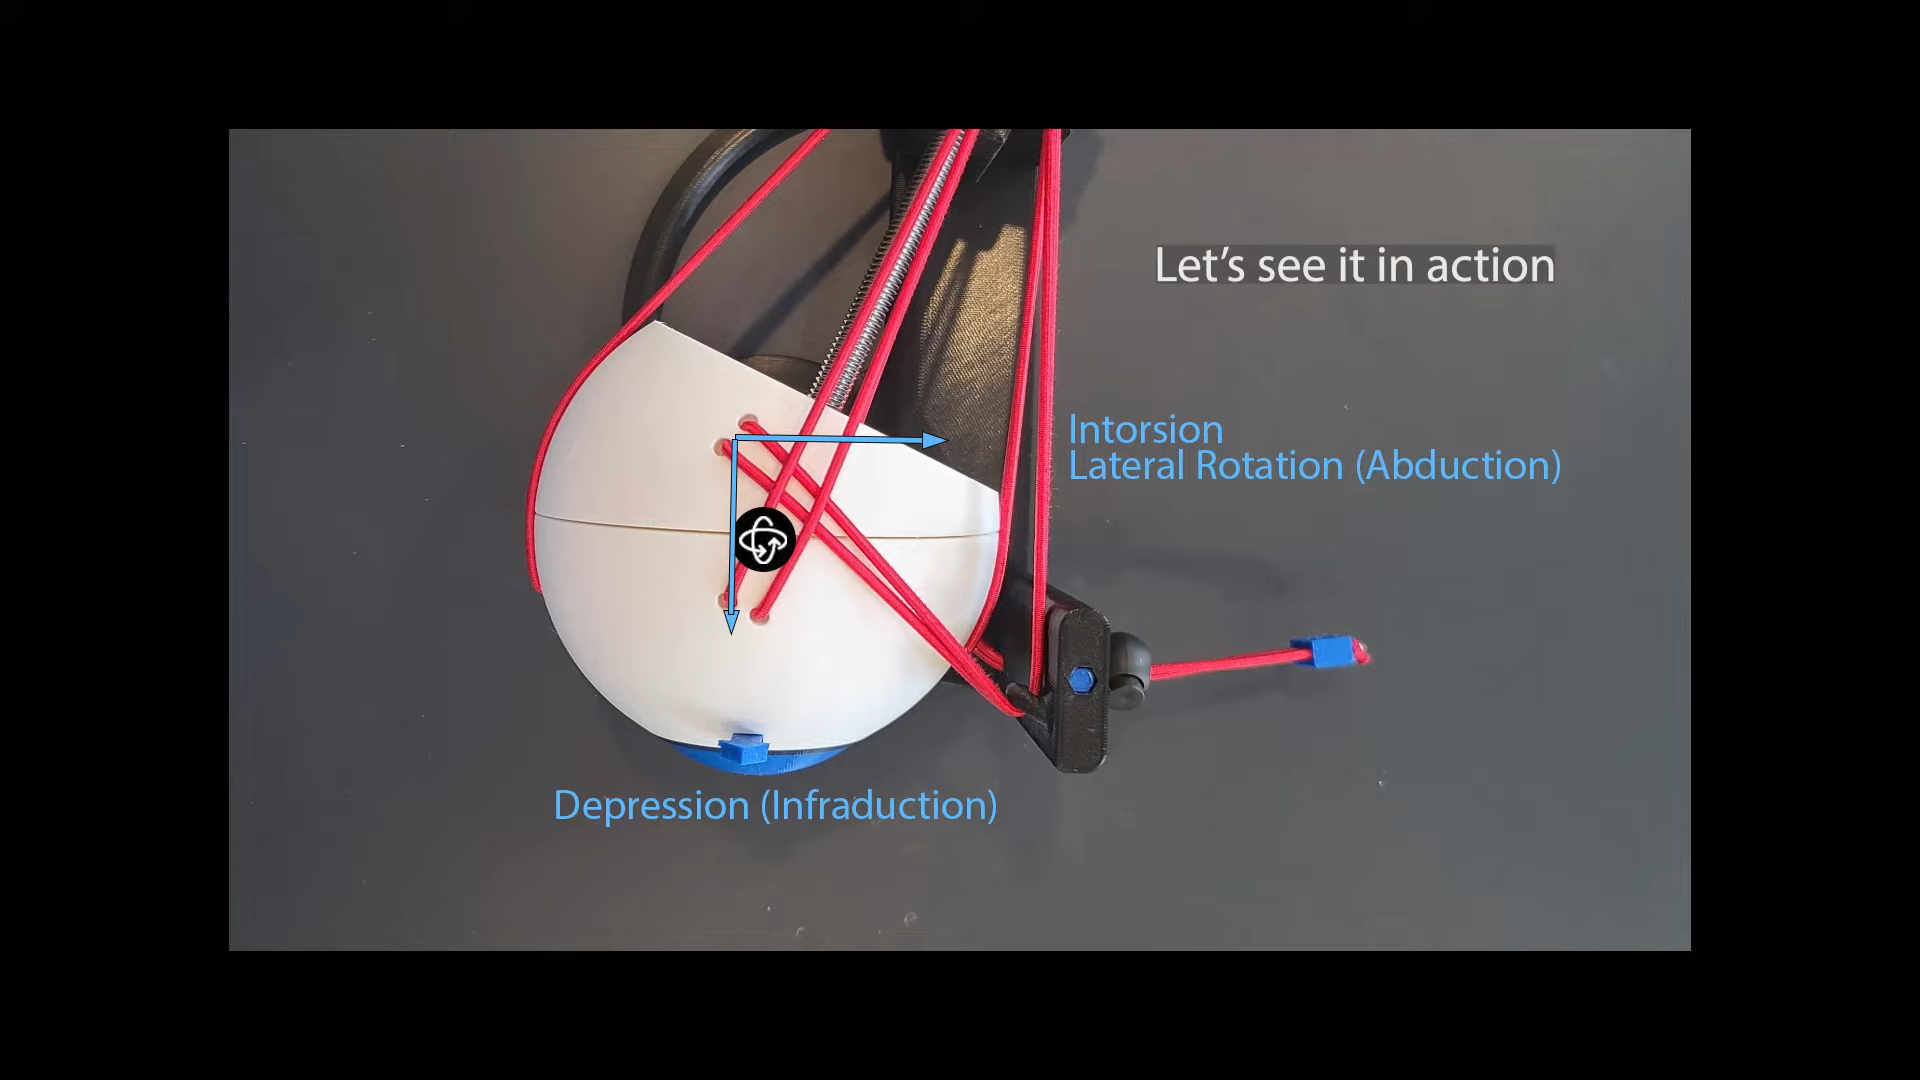 Let's see it in action
Intorsion
Lateral Rotation (Abduction)
Depression (Infraduction)